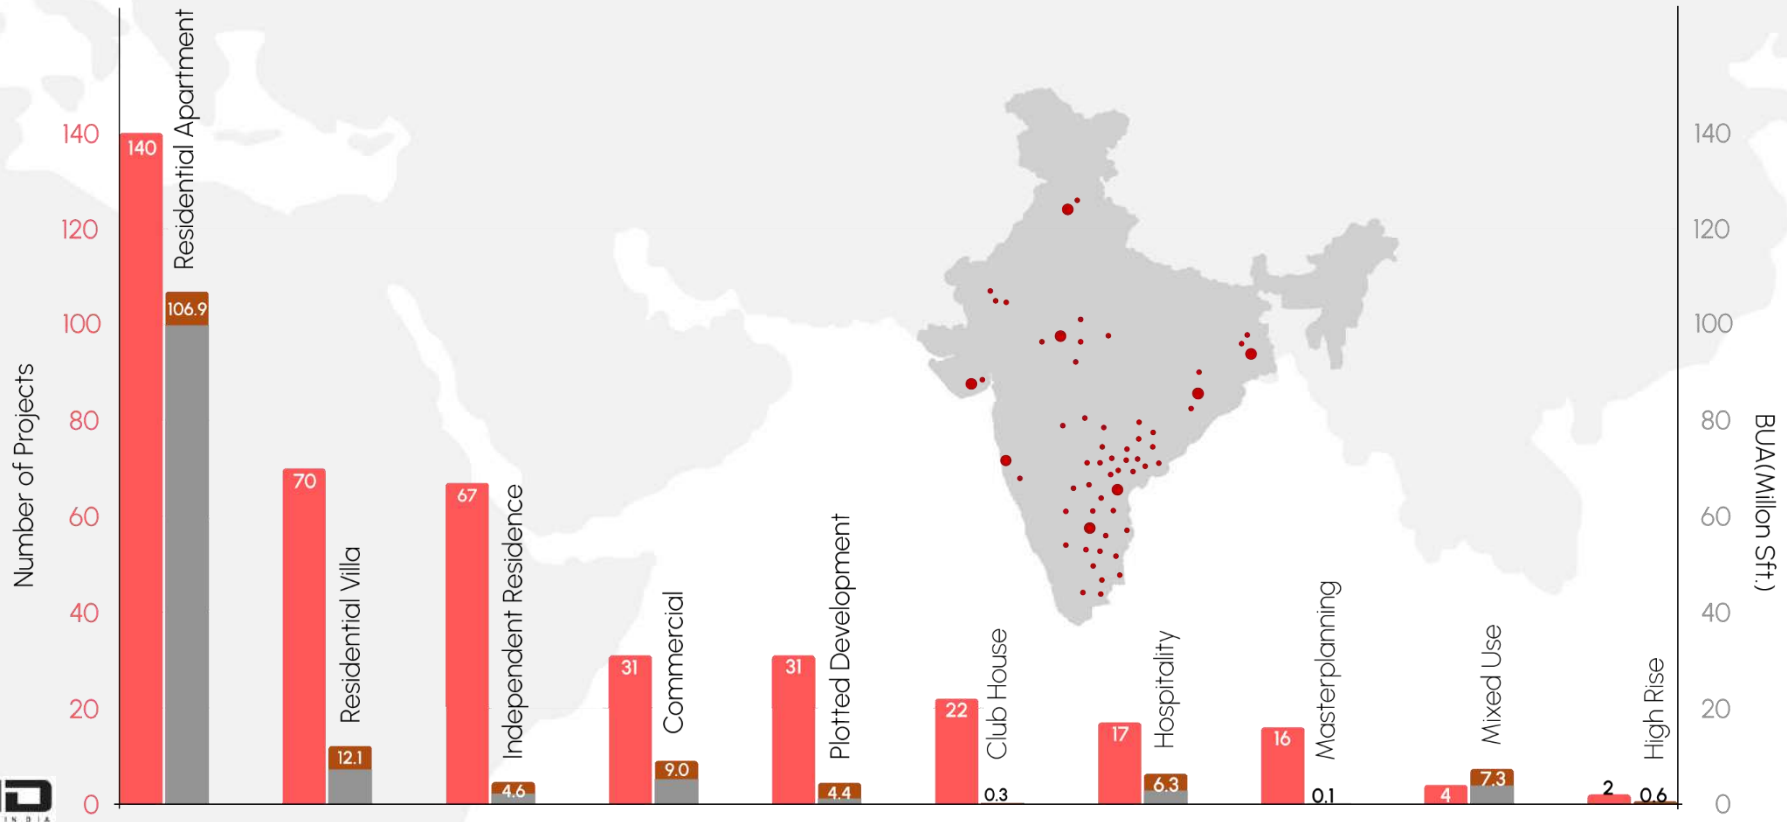 Number of Projects
140
120
100
80
60
40
20
0
140
Residential Apartment
106.9
70
Residential Villa
12.1
67
Independent Residence
4.6
31
Commercial
9.0
31
Plotted Development
4.4
22
Club House
0.3
17
Hospitality
6.3
16
Masterplanning
0.1
4
Mixed Use
7.3
2
High Rise
0.6
140
120
100
80
60
40
20
0
BUA(Millon Sft.)
D
INDIA